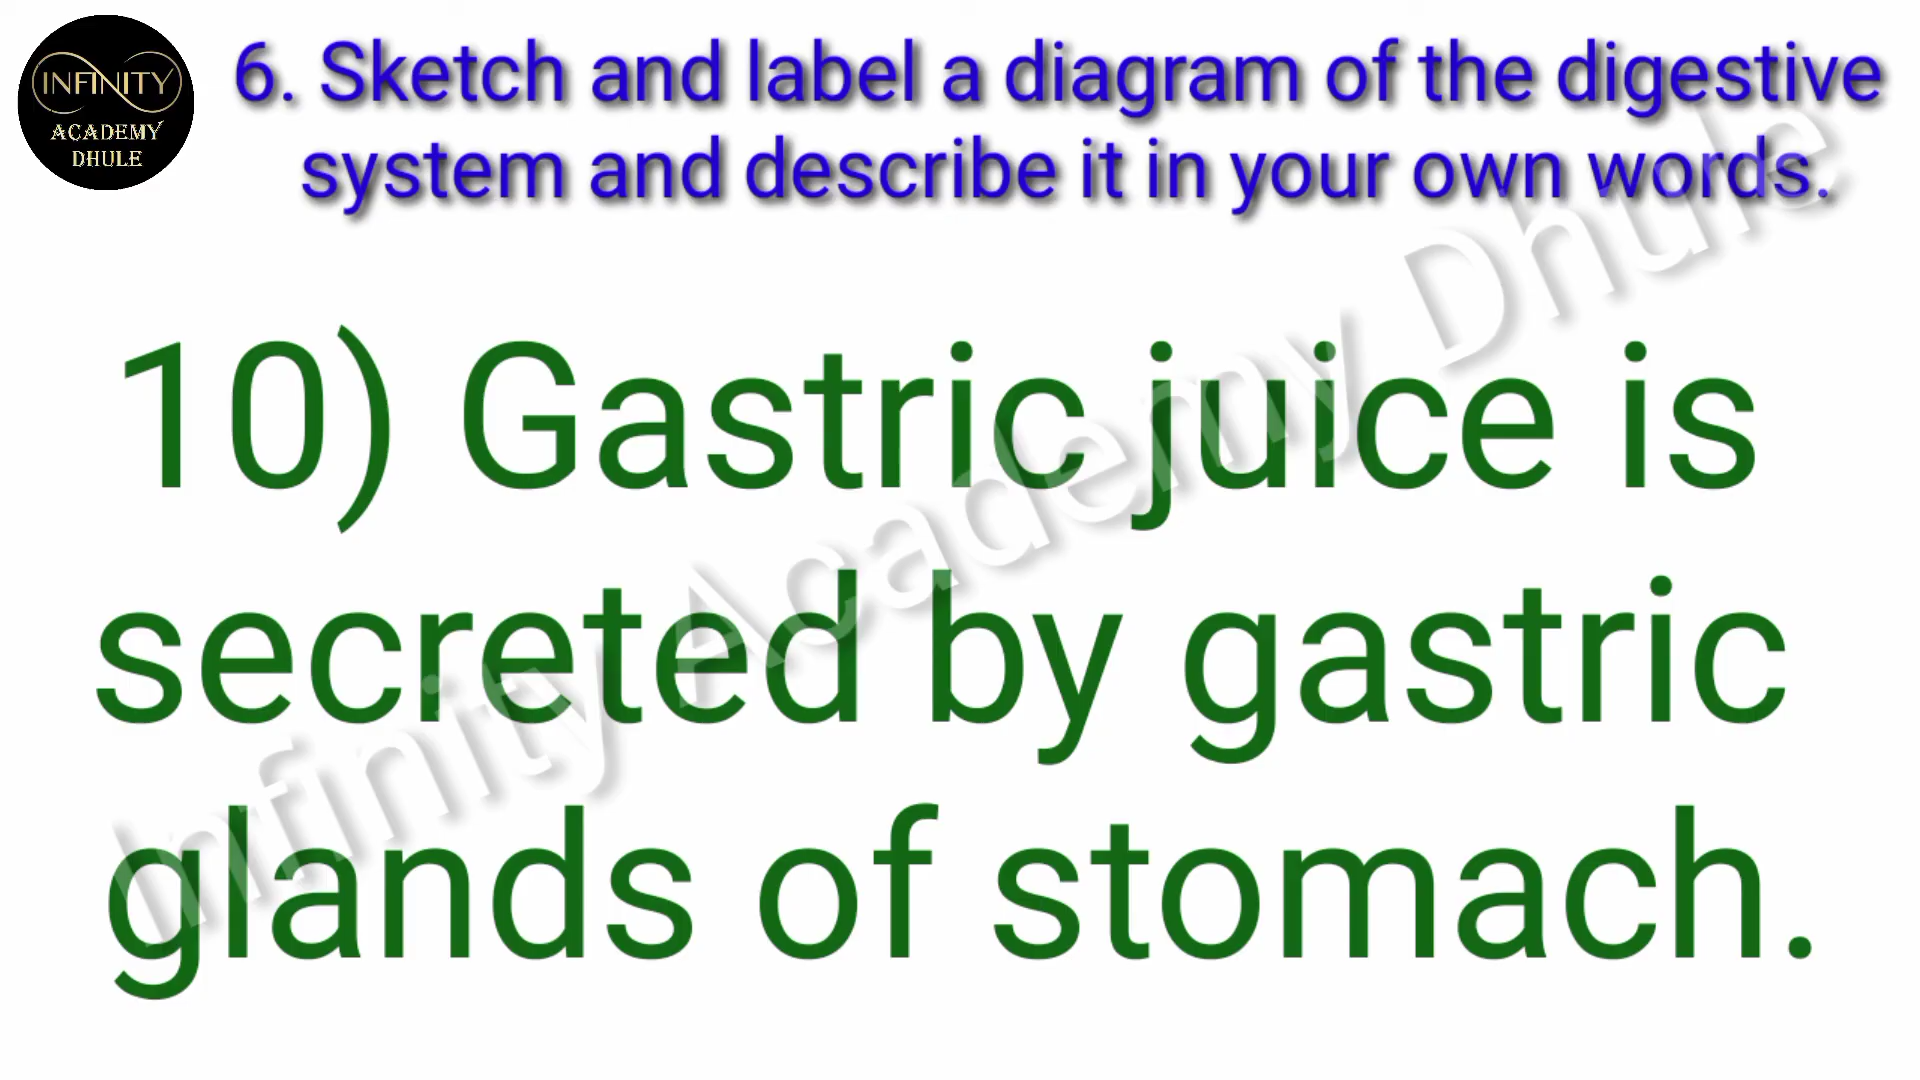 INFINITY
ACADEMY
DHULE
6. Sketch and label a diagram of the digestive
system and describe it in your own words.
10) Gastric juice is
secreted by gastric
glands of stomach.
Infinity Academy Dhule